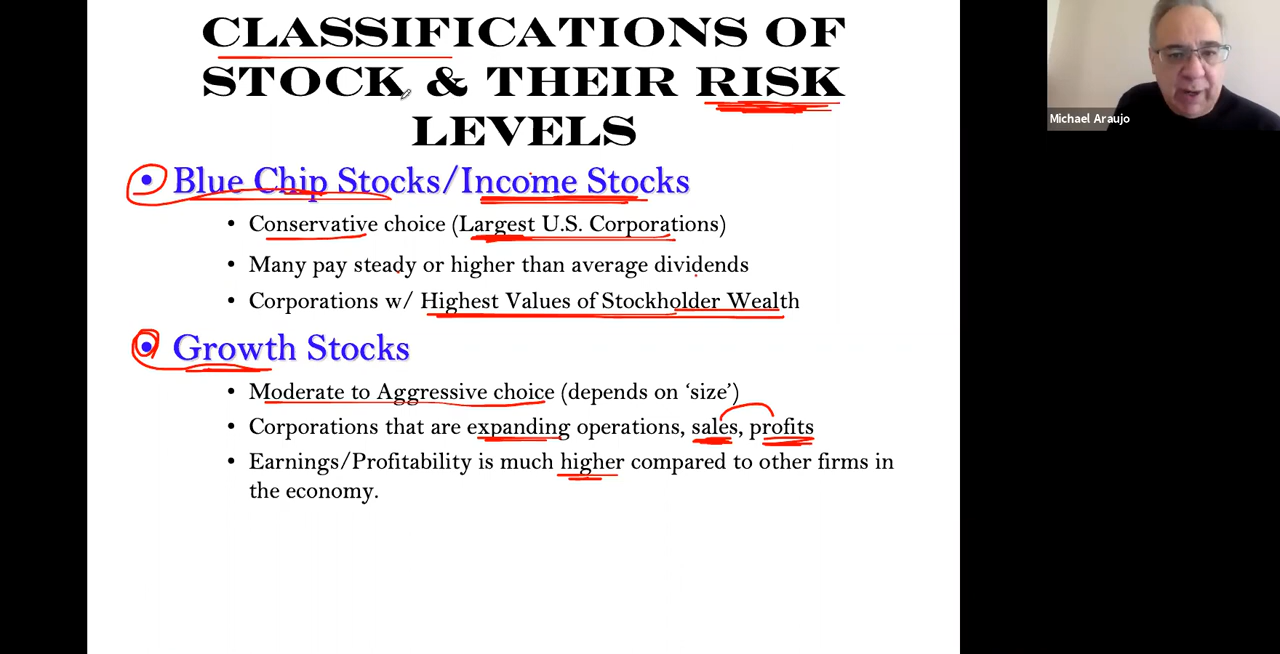 CLASSIFICATIONS OF
STOCK & THEIR RISK
LEVELS
• Blue Chip Stocks/Income Stocks
• Conservative choice (Largest U.S. Corporations)
• Many pay steady or higher than average dividends
• Corporations w/ Highest Values of Stockholder Wealth
• Growth Stocks
• Moderate to Aggressive choice (depends on ‘size’)
• Corporations that are expanding operations, sales, profits
• Earnings/Profitability is much higher compared to other firms in
the economy.
Michael Araujo